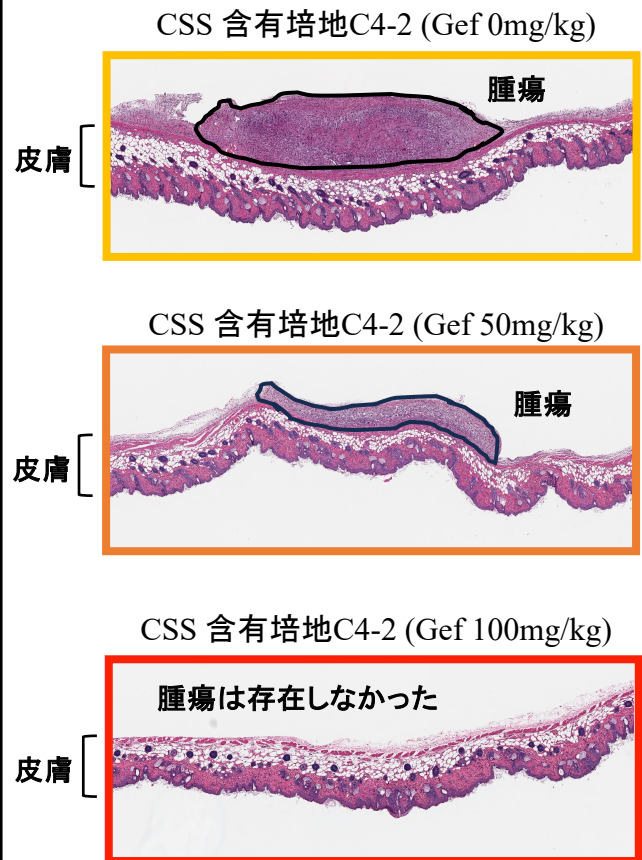 CSS 含有培地C4-2 (Gef 0mg/kg)
腫瘍
皮膚
CSS 含有培地C4-2 (Gef 50mg/kg)
腫瘍
皮膚
CSS 含有培地C4-2 (Gef 100mg/kg)
腫瘍は存在しなかった
皮膚